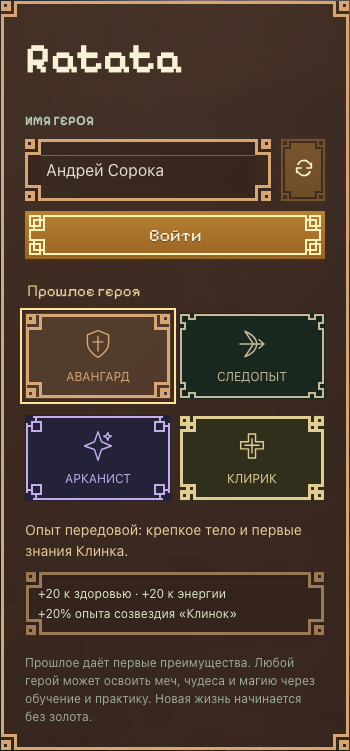 Ratata
ИМЯ ГЕРОЯ
Андрей Сорока
Войти
Прошлое героя
АВАНГАРД
СЛЕДОПЫТ
АРКАНИСТ
КЛИРИК
Опыт передовой: крепкое тело и первые
знания Клинка.
+20 к здоровью · +20 к энергии
+20% опыта созвездия «Клинок»
Прошлое даёт первые преимущества. Любой
герой может освоить меч, чудеса и магию через
обучение и практику. Новая жизнь начинается
без золота.